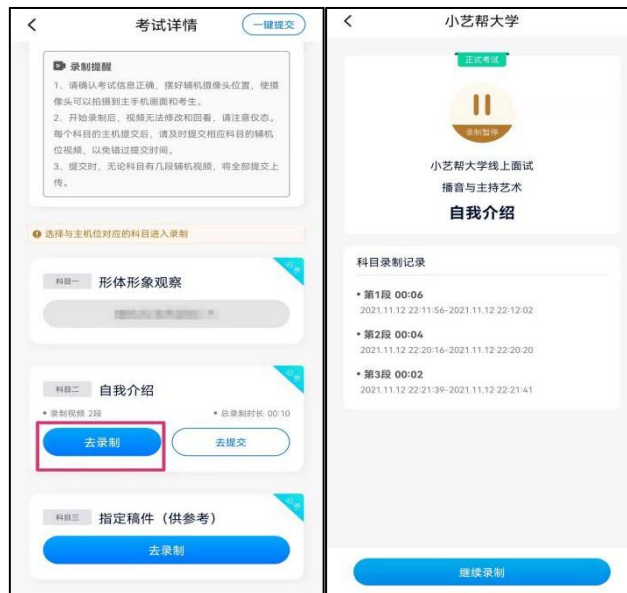 考试详情
一键提交
录制提醒
1、请确认考试信息正确，摆好辅机摄像头位置，使摄
像头可以拍摄到主手机画面和考生。
2、开始录制后，视频无法修改和回看，请注意仪态。
每个科目的主机提交后，请及时提交相应科目的辅机
位视频，以免错过提交时间。
3、提交时，无论科目有几段辅机视频，将全部提交上
传。
选择与主机位对应的科目进入录制
科目一 形体形象观察
科目二 自我介绍
• 录制视频 2段 • 总录制时长 00:10
去录制 去提交
科目三 指定稿件（供参考）
去录制
小艺帮大学
正式考试
录制暂停
小艺帮大学线上面试
播音与主持艺术
自我介绍
科目录制记录
• 第1段 00:06
2021.11.12 22:11:56-2021.11.12 22:12:02
• 第2段 00:04
2021.11.12 22:20:16-2021.11.12 22:20:20
• 第3段 00:02
2021.11.12 22:21:39-2021.11.12 22:21:41
继续录制